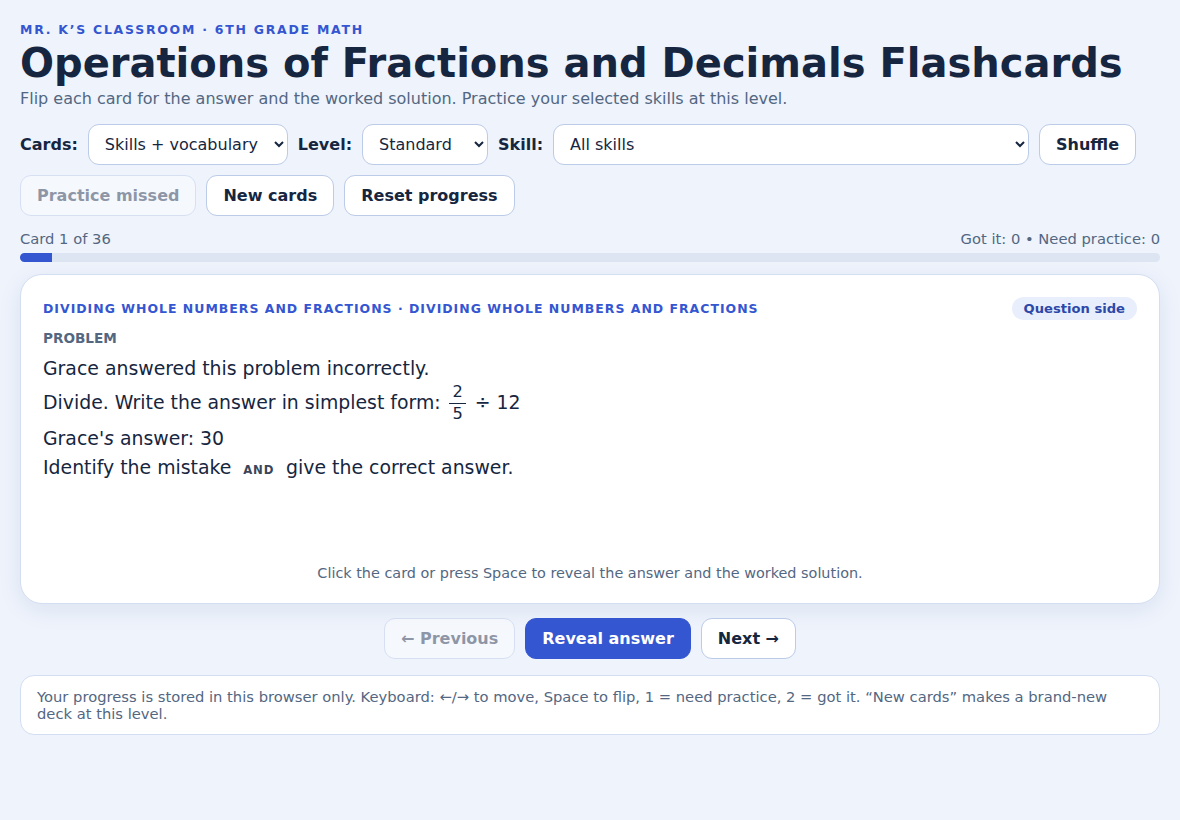 MR. K'S CLASSROOM · 6TH GRADE MATH
Operations of Fractions and Decimals Flashcards
Flip each card for the answer and the worked solution. Practice your selected skills at this level.
Cards: Skills + vocabulary Level: Standard Skill: All skills Shuffle
Practice missed New cards Reset progress
Card 1 of 36 Got it: 0 • Need practice: 0
DIVIDING WHOLE NUMBERS AND FRACTIONS · DIVIDING WHOLE NUMBERS AND FRACTIONS Question side
PROBLEM
Grace answered this problem incorrectly.
Divide. Write the answer in simplest form: 2/5 ÷ 12
Grace's answer: 30
Identify the mistake AND give the correct answer.
Click the card or press Space to reveal the answer and the worked solution.
← Previous Reveal answer Next →
Your progress is stored in this browser only. Keyboard: ←/→ to move, Space to flip, 1 = need practice, 2 = got it. “New cards” makes a brand-new
deck at this level.